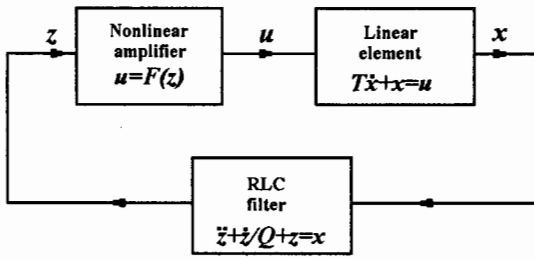 z
Nonlinear
amplifier
u=F(z)
u
Linear
element
Tẋ+x=u
x
RLC
filter
z̈+ż/Q+z=x